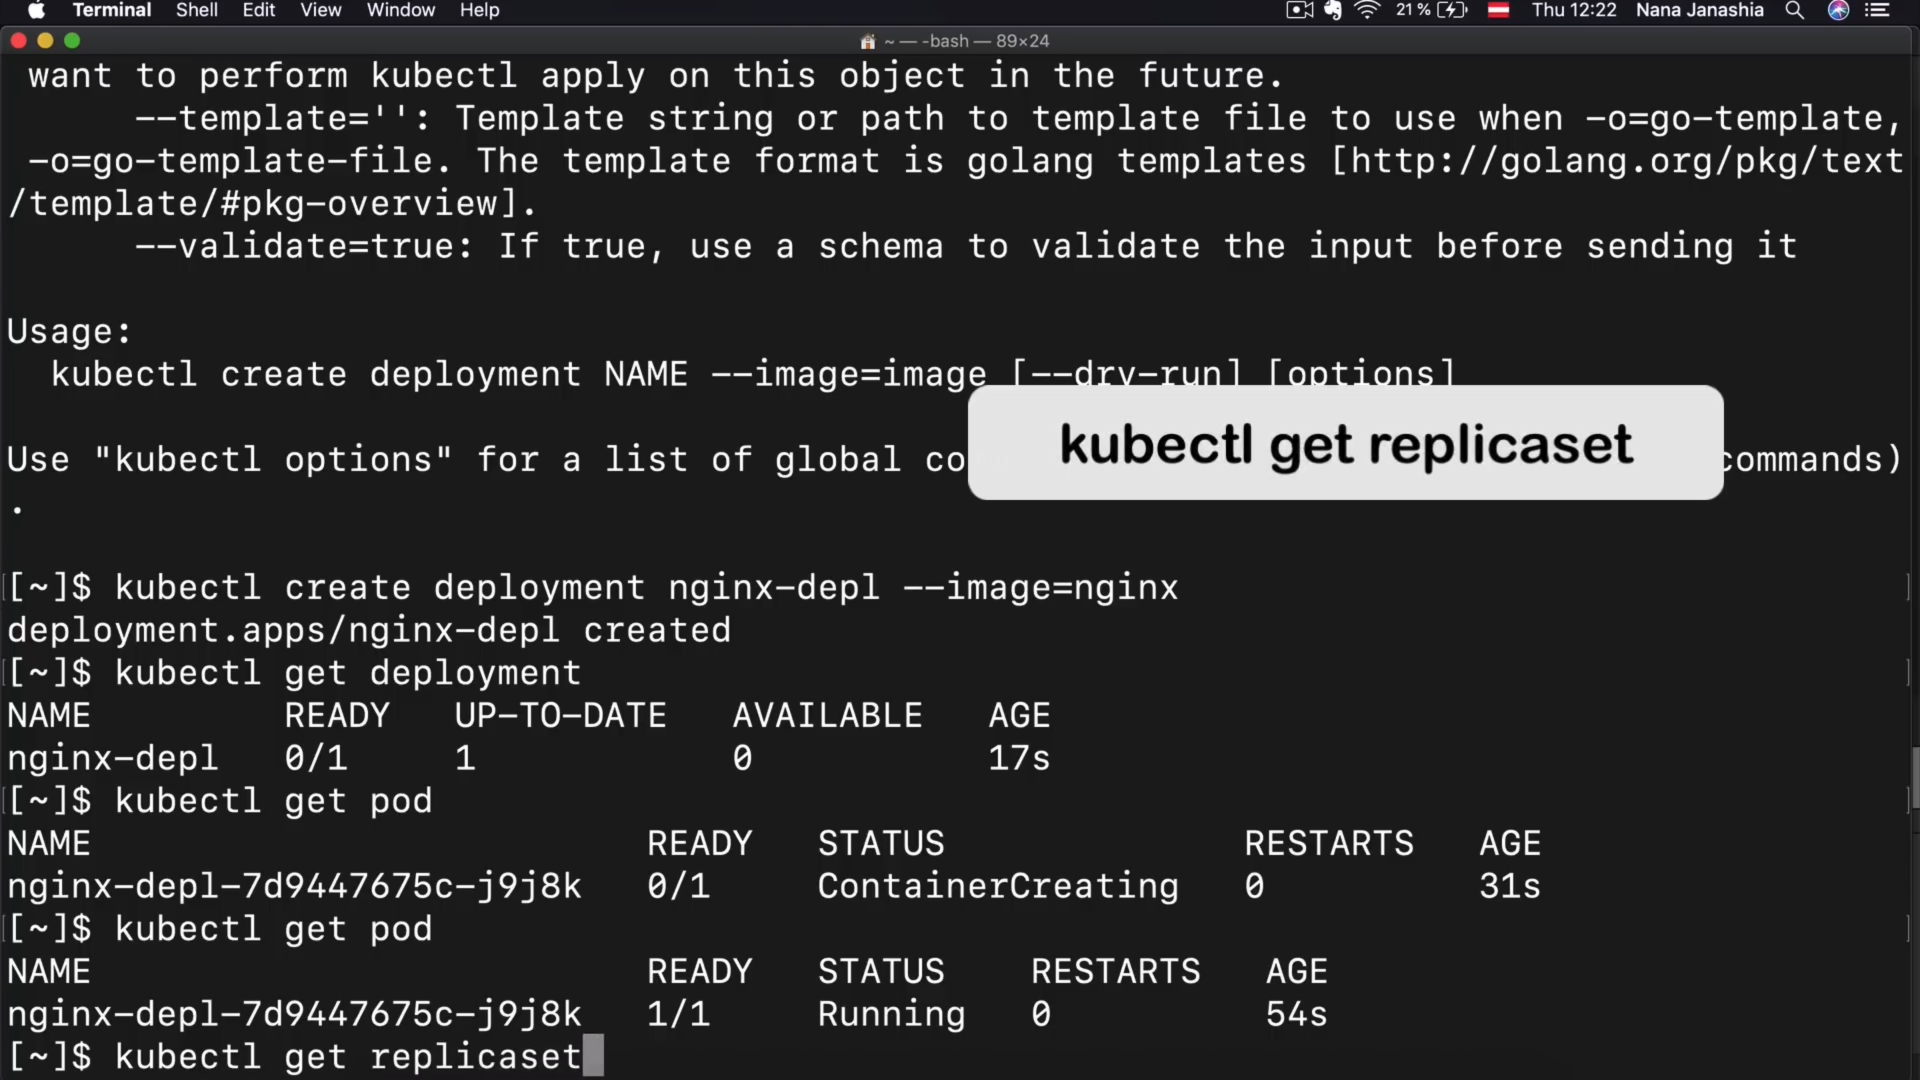 Terminal Shell Edit View Window Help 21 % Thu 12:22 Nana Janashia
~ — -bash — 89×24
want to perform kubectl apply on this object in the future.
--template='': Template string or path to template file to use when -o=go-template,
-o=go-template-file. The template format is golang templates [http://golang.org/pkg/text
/template/#pkg-overview].
--validate=true: If true, use a schema to validate the input before sending it
Usage:
kubectl create deployment NAME --image=image [--dry-run] [options]
kubectl get replicaset
Use "kubectl options" for a list of global co commands)
.
[~]$ kubectl create deployment nginx-depl --image=nginx
deployment.apps/nginx-depl created
[~]$ kubectl get deployment
NAME READY UP-TO-DATE AVAILABLE AGE
nginx-depl 0/1 1 0 17s
[~]$ kubectl get pod
NAME READY STATUS RESTARTS AGE
nginx-depl-7d9447675c-j9j8k 0/1 ContainerCreating 0 31s
[~]$ kubectl get pod
NAME READY STATUS RESTARTS AGE
nginx-depl-7d9447675c-j9j8k 1/1 Running 0 54s
[~]$ kubectl get replicaset